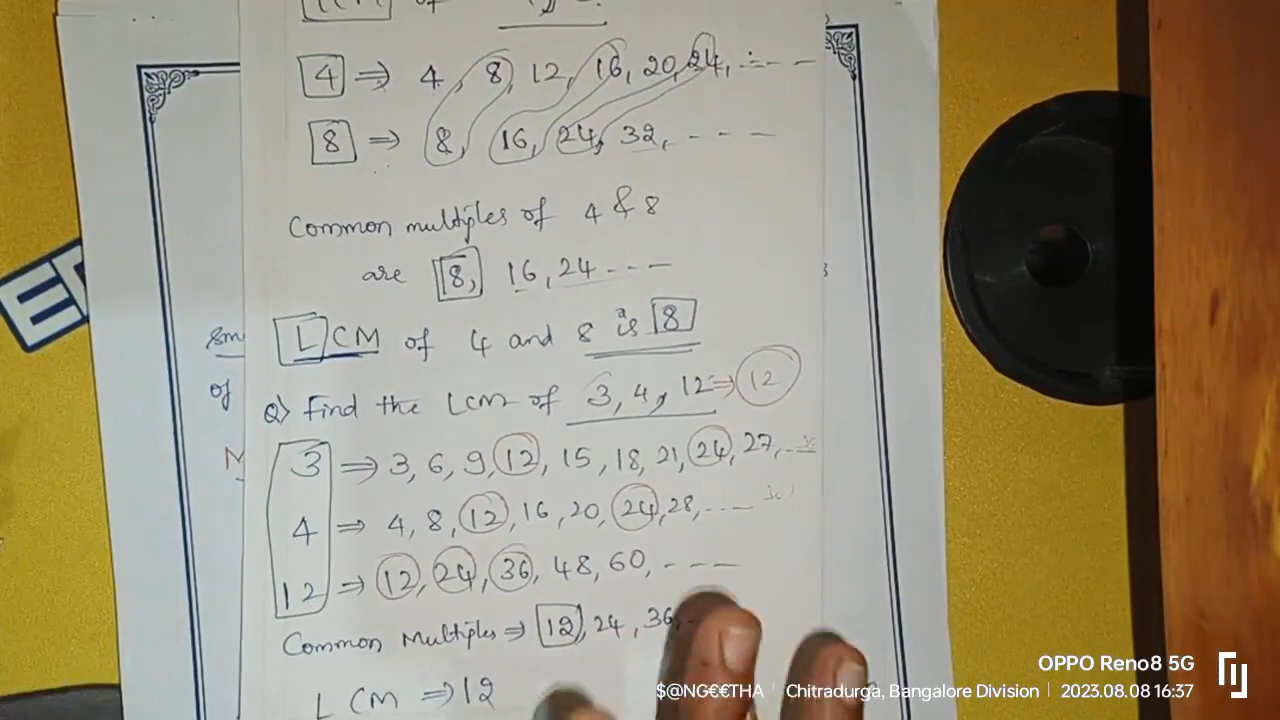 4 ⇒ 4, 8, 12, 16, 20, 24, - - - -
8 ⇒ 8, 16, 24, 32, - - - -
Common multiples of 4 & 8
are 8, 16, 24 - - - -
LCM of 4 and 8 is 8
Q) Find the LCM of 3, 4, 12 ⇒ 12
3 ⇒ 3, 6, 9, 12, 15, 18, 21, 24, 27, - - -
4 ⇒ 4, 8, 12, 16, 20, 24, 28, - - - -
12 ⇒ 12, 24, 36, 48, 60, - - - -
Common Multiples ⇒ 12, 24, 36,
LCM ⇒ 12
Sm
of
N
OPPO Reno8 5G
$@NG€€THA | Chitradurga, Bangalore Division | 2023.08.08 16:37